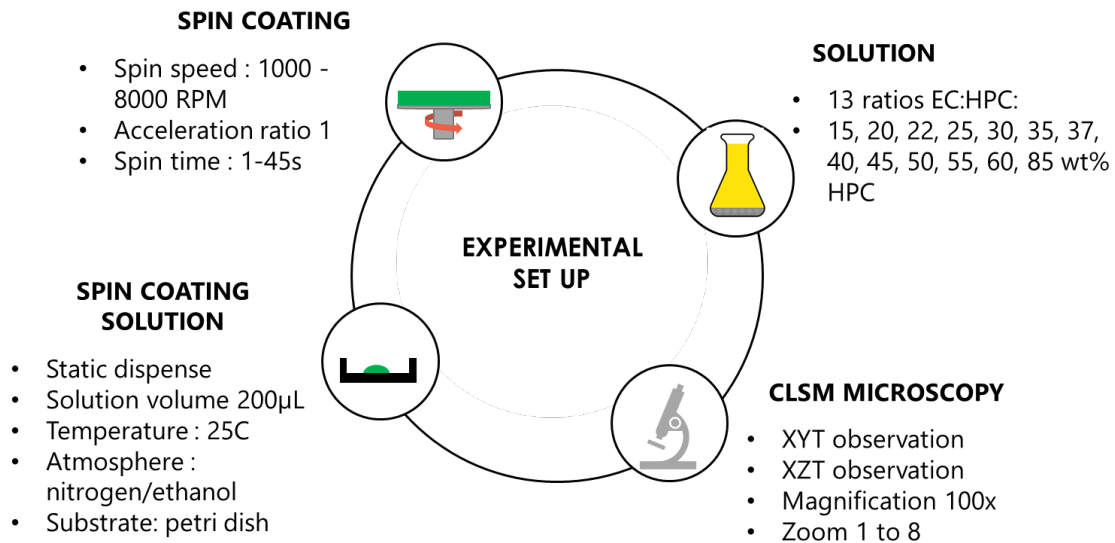 SPIN COATING
• Spin speed : 1000 -
8000 RPM
• Acceleration ratio 1
• Spin time : 1-45s
SOLUTION
• 13 ratios EC:HPC:
• 15, 20, 22, 25, 30, 35, 37,
40, 45, 50, 55, 60, 85 wt%
HPC
EXPERIMENTAL
SET UP
SPIN COATING
SOLUTION
• Static dispense
• Solution volume 200µL
• Temperature : 25C
• Atmosphere :
nitrogen/ethanol
• Substrate: petri dish
CLSM MICROSCOPY
• XYT observation
• XZT observation
• Magnification 100x
• Zoom 1 to 8